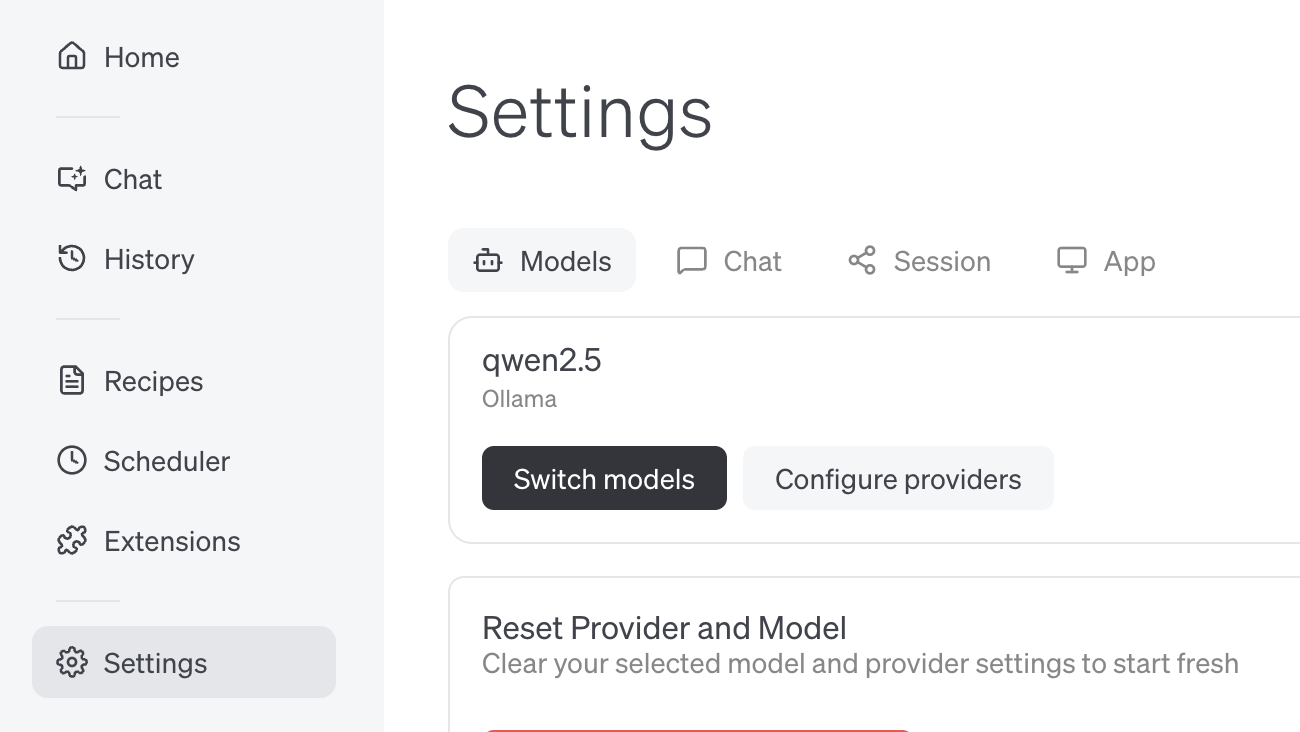 Home
Chat
History
Recipes
Scheduler
Extensions
Settings
Settings
Models
Chat
Session
App
qwen2.5
Ollama
Switch models
Configure providers
Reset Provider and Model
Clear your selected model and provider settings to start fresh